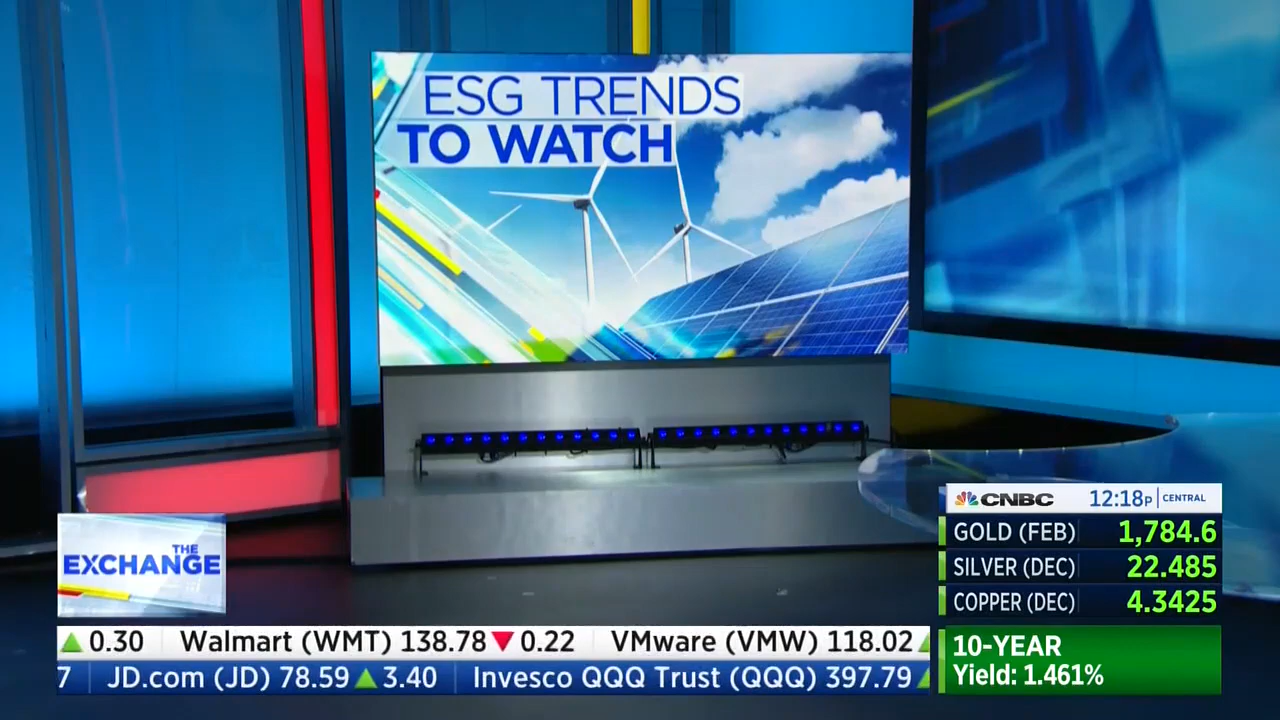 ESG TRENDS
TO WATCH
THE
EXCHANGE
CNBC 12:18P CENTRAL
GOLD (FEB) 1,784.6
SILVER (DEC) 22.485
COPPER (DEC) 4.3425
10-YEAR
Yield: 1.461%
0.30 Walmart (WMT) 138.78 0.22 VMware (VMW) 118.02
7 JD.com (JD) 78.59 3.40 Invesco QQQ Trust (QQQ) 397.79